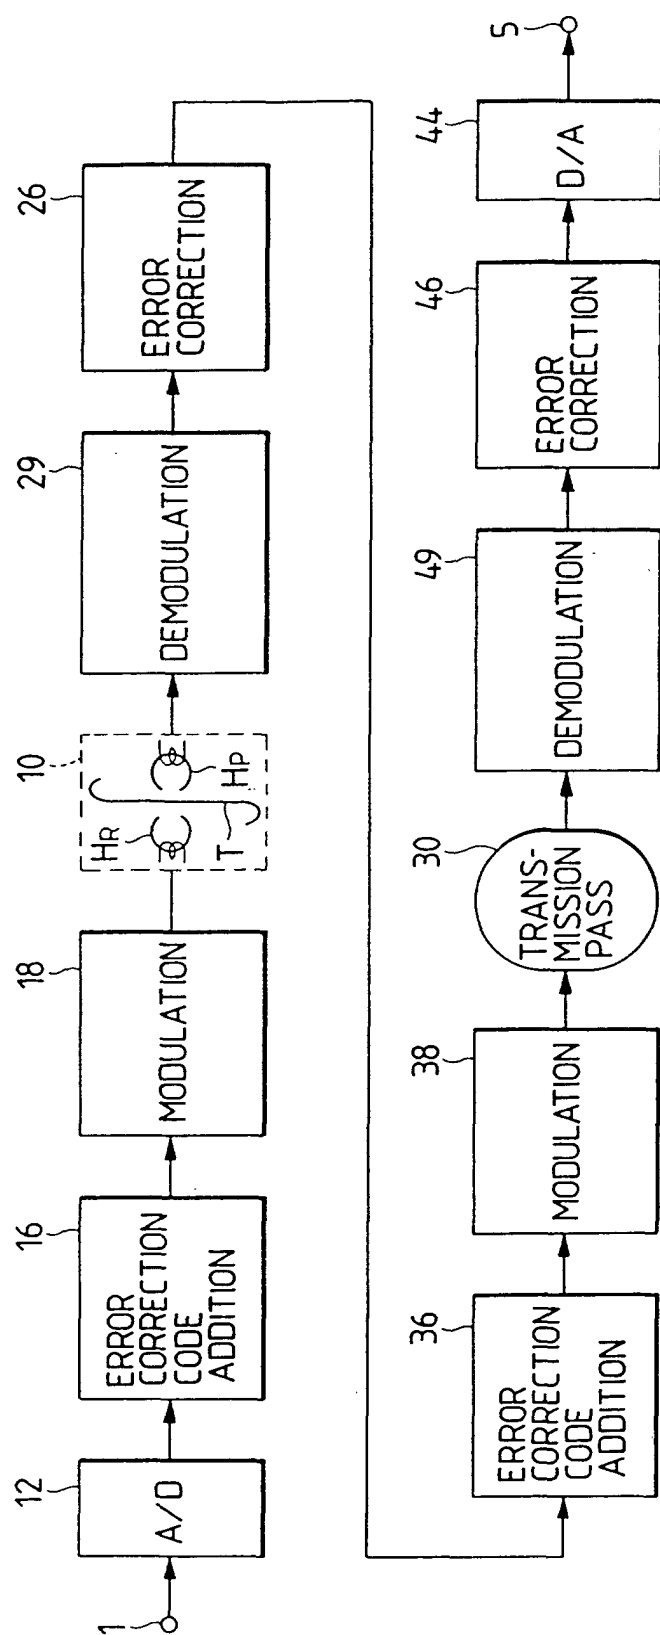 1
12
A/D
16
ERROR
CORRECTION
CODE
ADDITION
18
MODULATION
10
HR
T
HP
29
DEMODULATION
26
ERROR
CORRECTION
36
ERROR
CORRECTION
CODE
ADDITION
38
MODULATION
30
TRANS-
MISSION
PASS
49
DEMODULATION
46
ERROR
CORRECTION
44
D/A
5